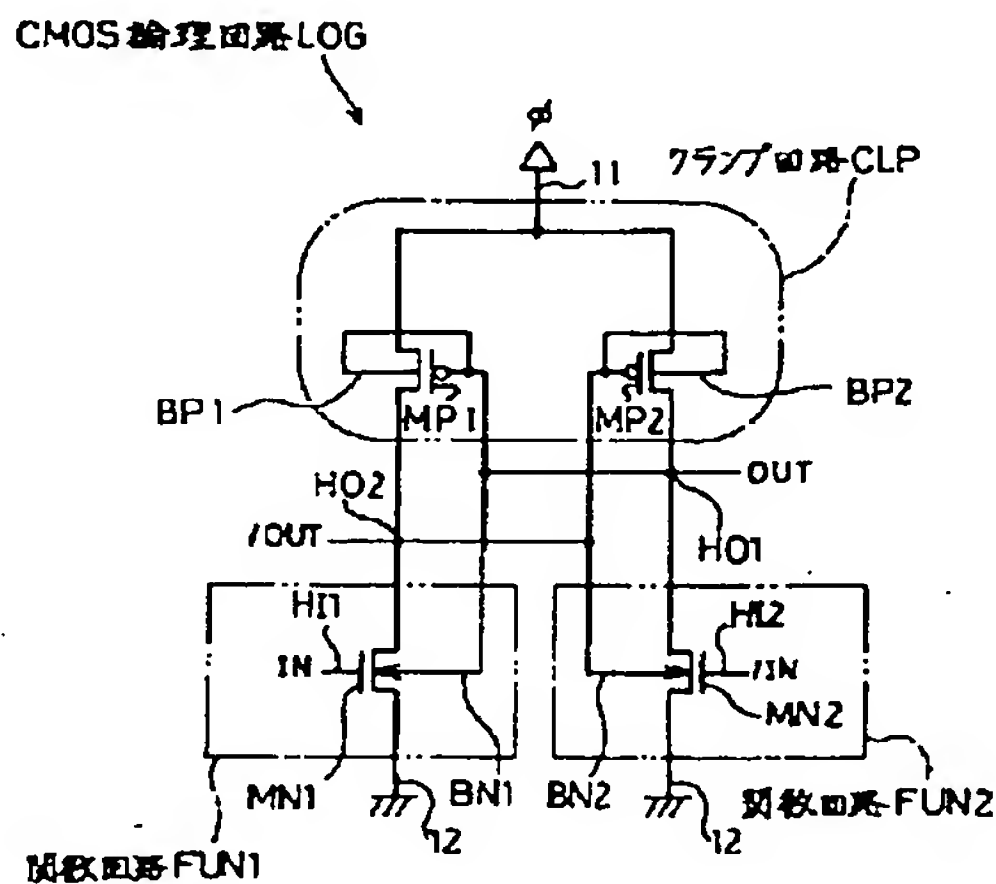 CMOS論理回路LOG
φ
11
クランプ回路CLP
BP1
MP1
MP2
BP2
HO2
OUT
/OUT
HO1
HI1
HI2
IN
/IN
MN2
MN1
BN1
BN2
12
12
関数回路FUN2
関数回路FUN1